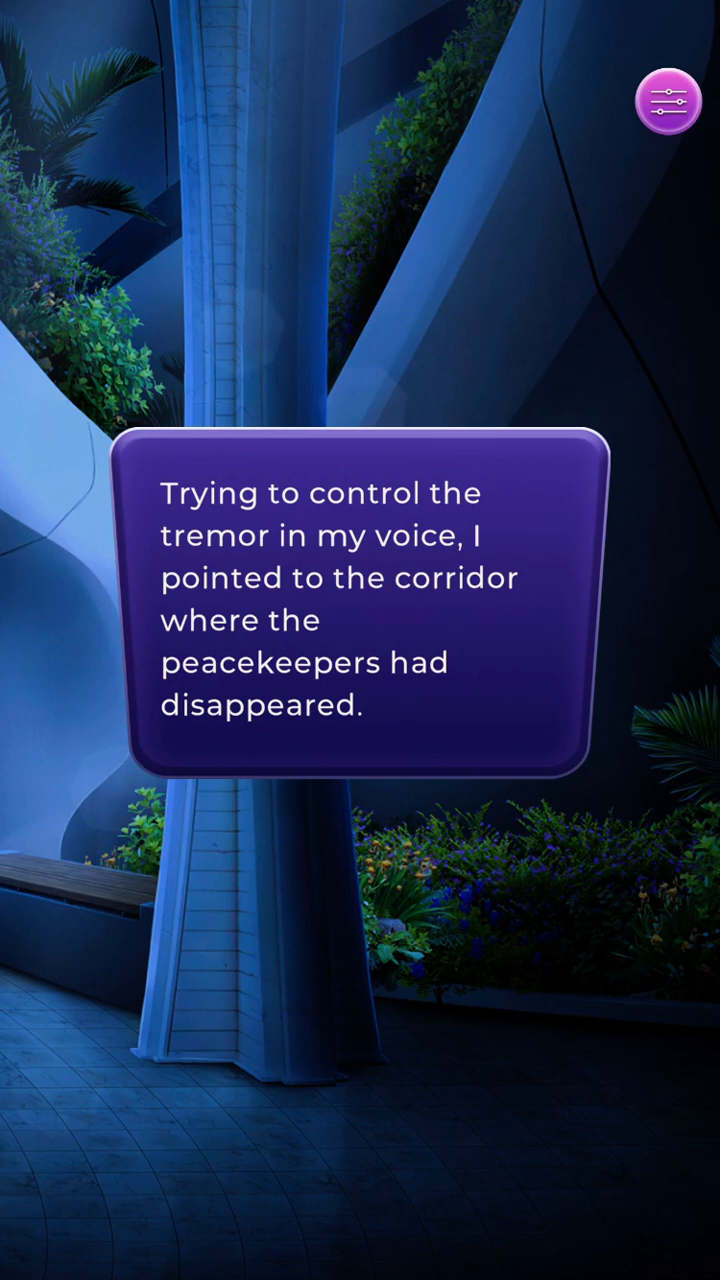 Trying to control the
tremor in my voice, I
pointed to the corridor
where the
peacekeepers had
disappeared.